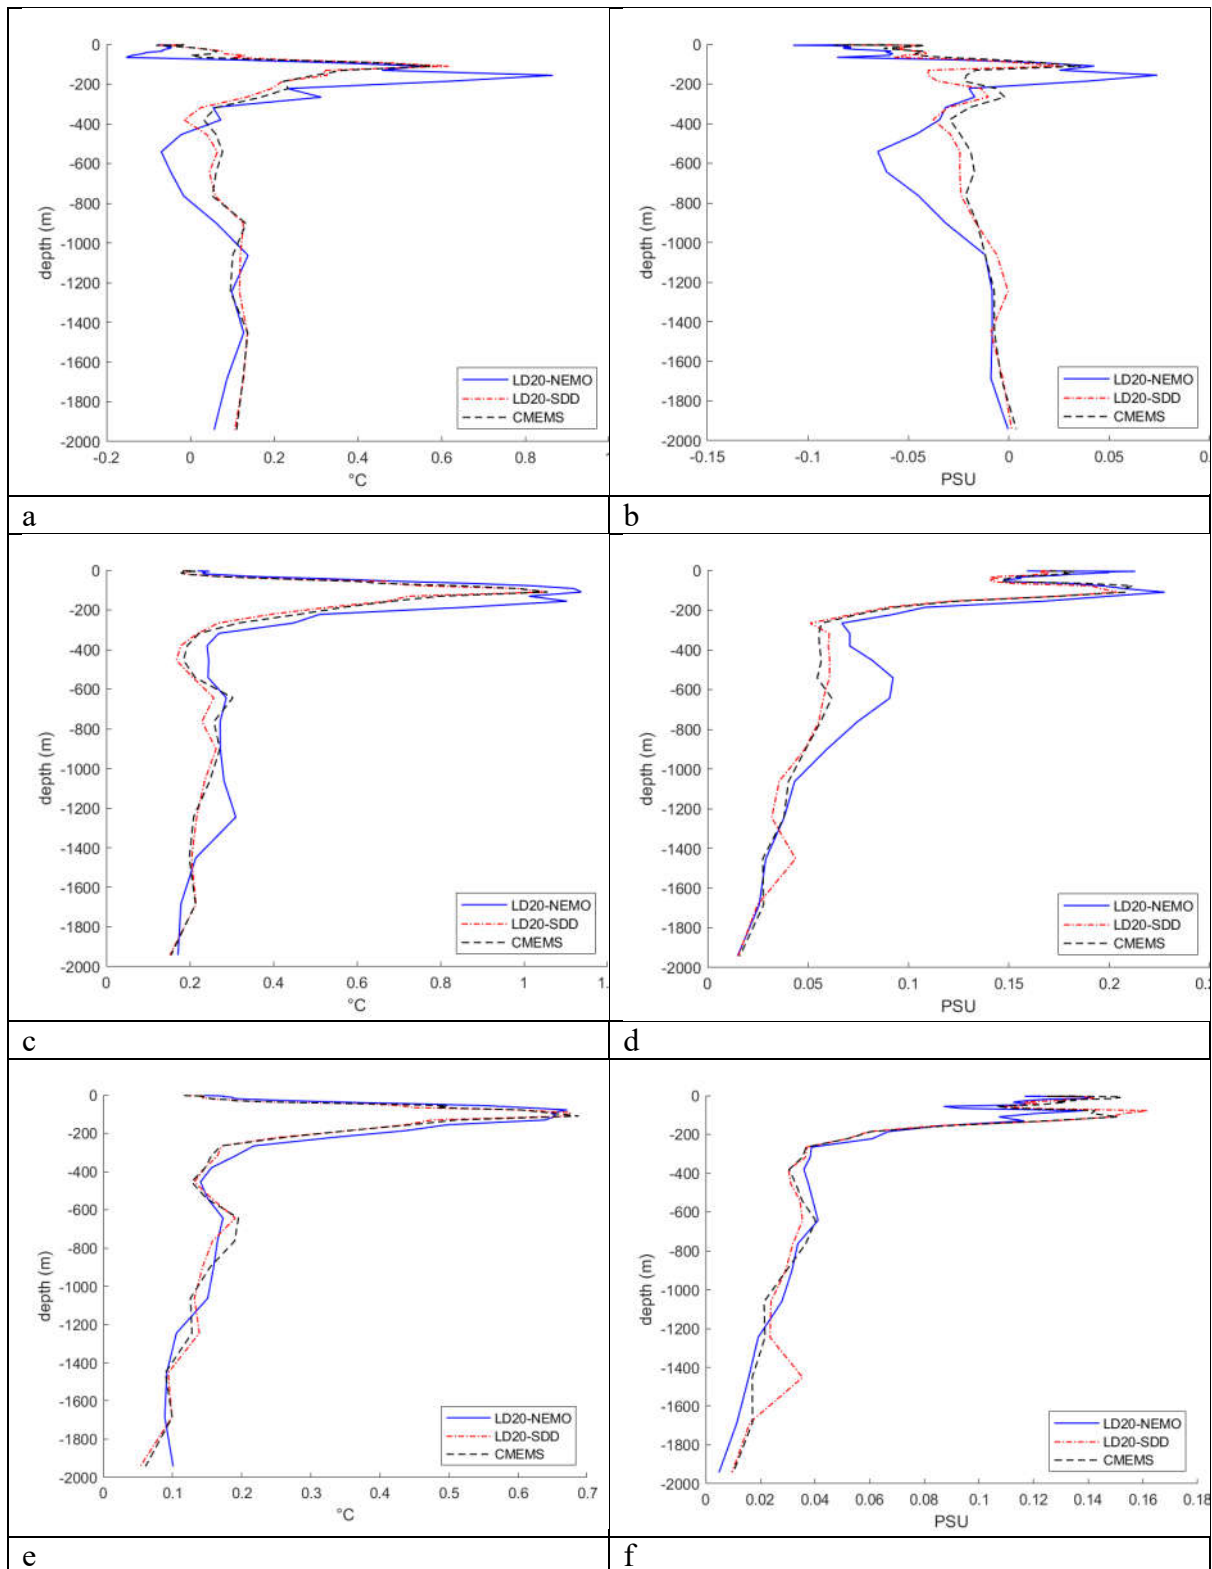 0
-200
-400
-600
-800
-1000
-1200
-1400
-1600
-1800
-2000
depth (m)
-0.2 0 0.2 0.4 0.6 0.8 1
°C
LD20-NEMO
LD20-SDD
CMEMS
a
0
-200
-400
-600
-800
-1000
-1200
-1400
-1600
-1800
-2000
depth (m)
-0.15 -0.1 -0.05 0 0.05 0.
PSU
LD20-NEMO
LD20-SDD
CMEMS
b
0
-200
-400
-600
-800
-1000
-1200
-1400
-1600
-1800
-2000
depth (m)
0 0.2 0.4 0.6 0.8 1 1.
°C
LD20-NEMO
LD20-SDD
CMEMS
c
0
-200
-400
-600
-800
-1000
-1200
-1400
-1600
-1800
-2000
depth (m)
0 0.05 0.1 0.15 0.2 0.2
PSU
LD20-NEMO
LD20-SDD
CMEMS
d
0
-200
-400
-600
-800
-1000
-1200
-1400
-1600
-1800
-2000
depth (m)
0 0.1 0.2 0.3 0.4 0.5 0.6 0.7
°C
LD20-NEMO
LD20-SDD
CMEMS
e
0
-200
-400
-600
-800
-1000
-1200
-1400
-1600
-1800
-2000
depth (m)
0 0.02 0.04 0.06 0.08 0.1 0.12 0.14 0.16 0.18
PSU
LD20-NEMO
LD20-SDD
CMEMS
f